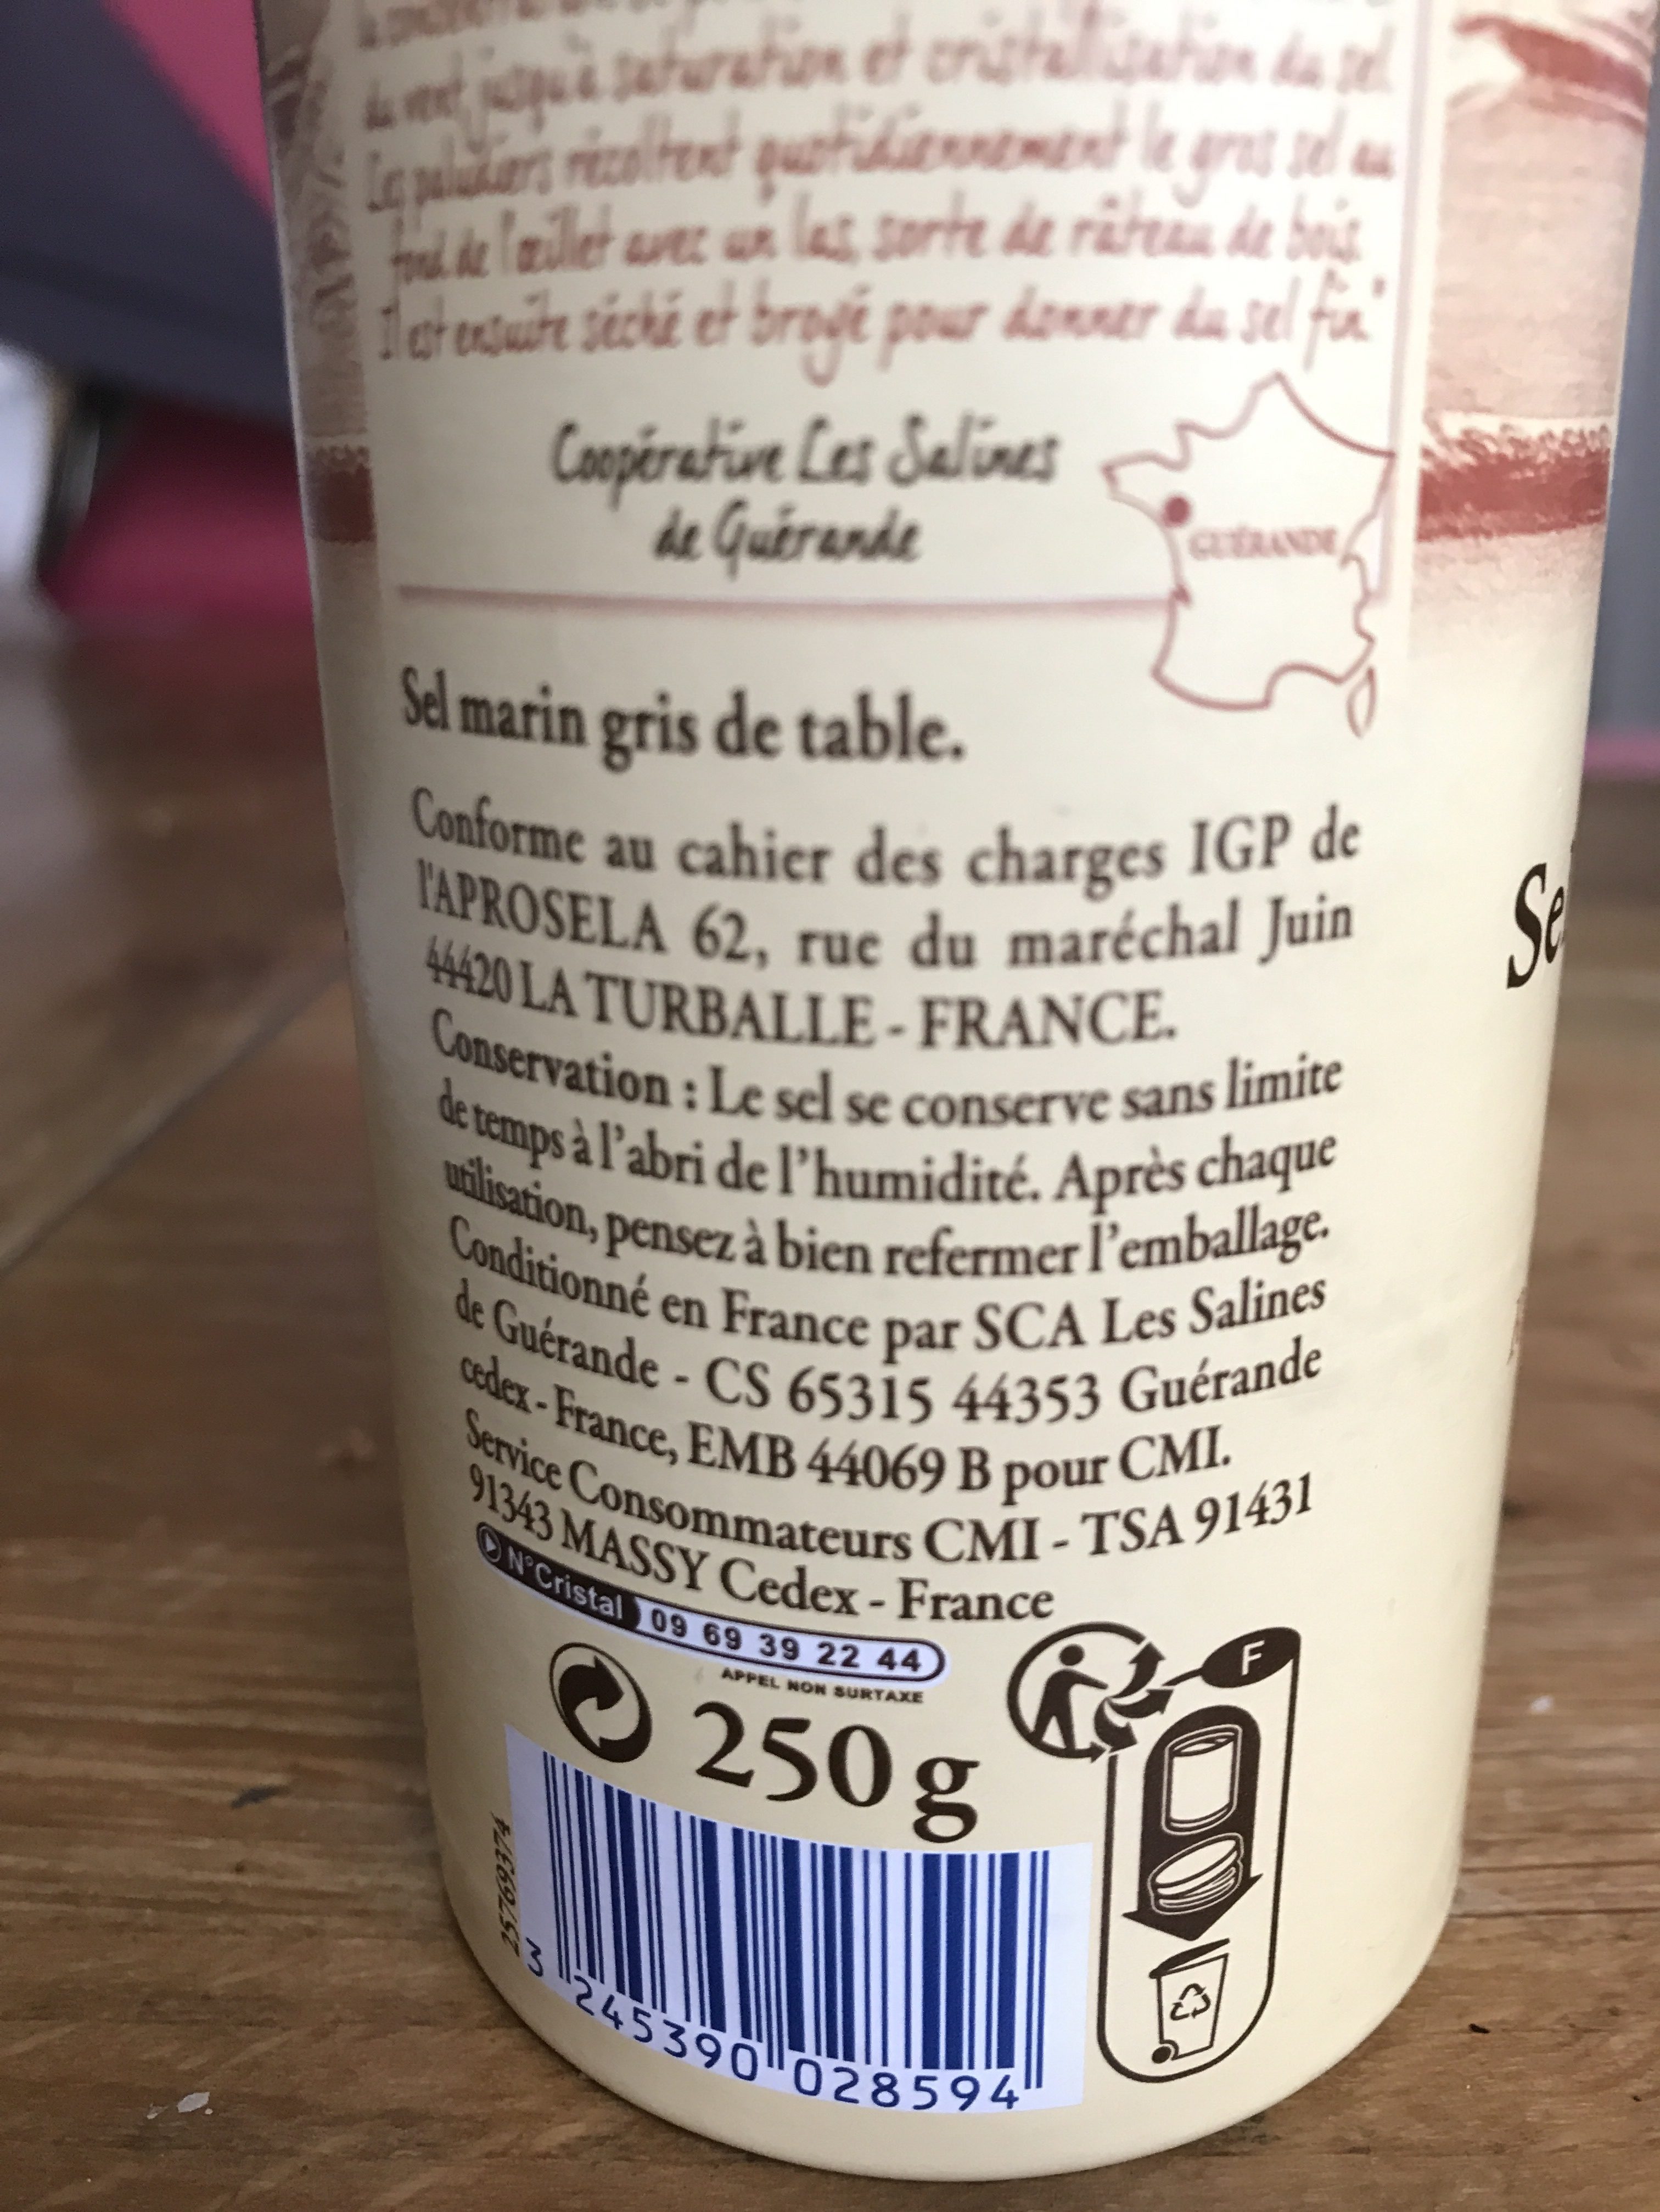 du vent, jusqu'à saturation et cristallisation du sel.
Les paludiers récoltent quotidiennement le gros sel au
fond de l'œillet avec un las, sorte de râteau de bois.
Il est ensuite séché et broyé pour donner du sel fin"
Coopérative Les Salines
de Guérande
GUÉRANDE
Sel marin gris de table.
Conforme au cahier des charges IGP de
l'APROSELA 62, rue du maréchal Juin
44420 LA TURBALLE - FRANCE.
Conservation : Le sel se conserve sans limite
de temps à l'abri de l'humidité. Après chaque
utilisation, pensez à bien refermer l'emballage.
Conditionné en France par SCA Les Salines
de Guérande - CS 65315 44353 Guérande
cedex - France, EMB 44069 B pour CMI.
Service Consommateurs CMI - TSA 91431
91343 MASSY Cedex - France
N°Cristal 09 69 39 22 44
APPEL NON SURTAXE
F
250 g
25769374
3 245390 028594
Se